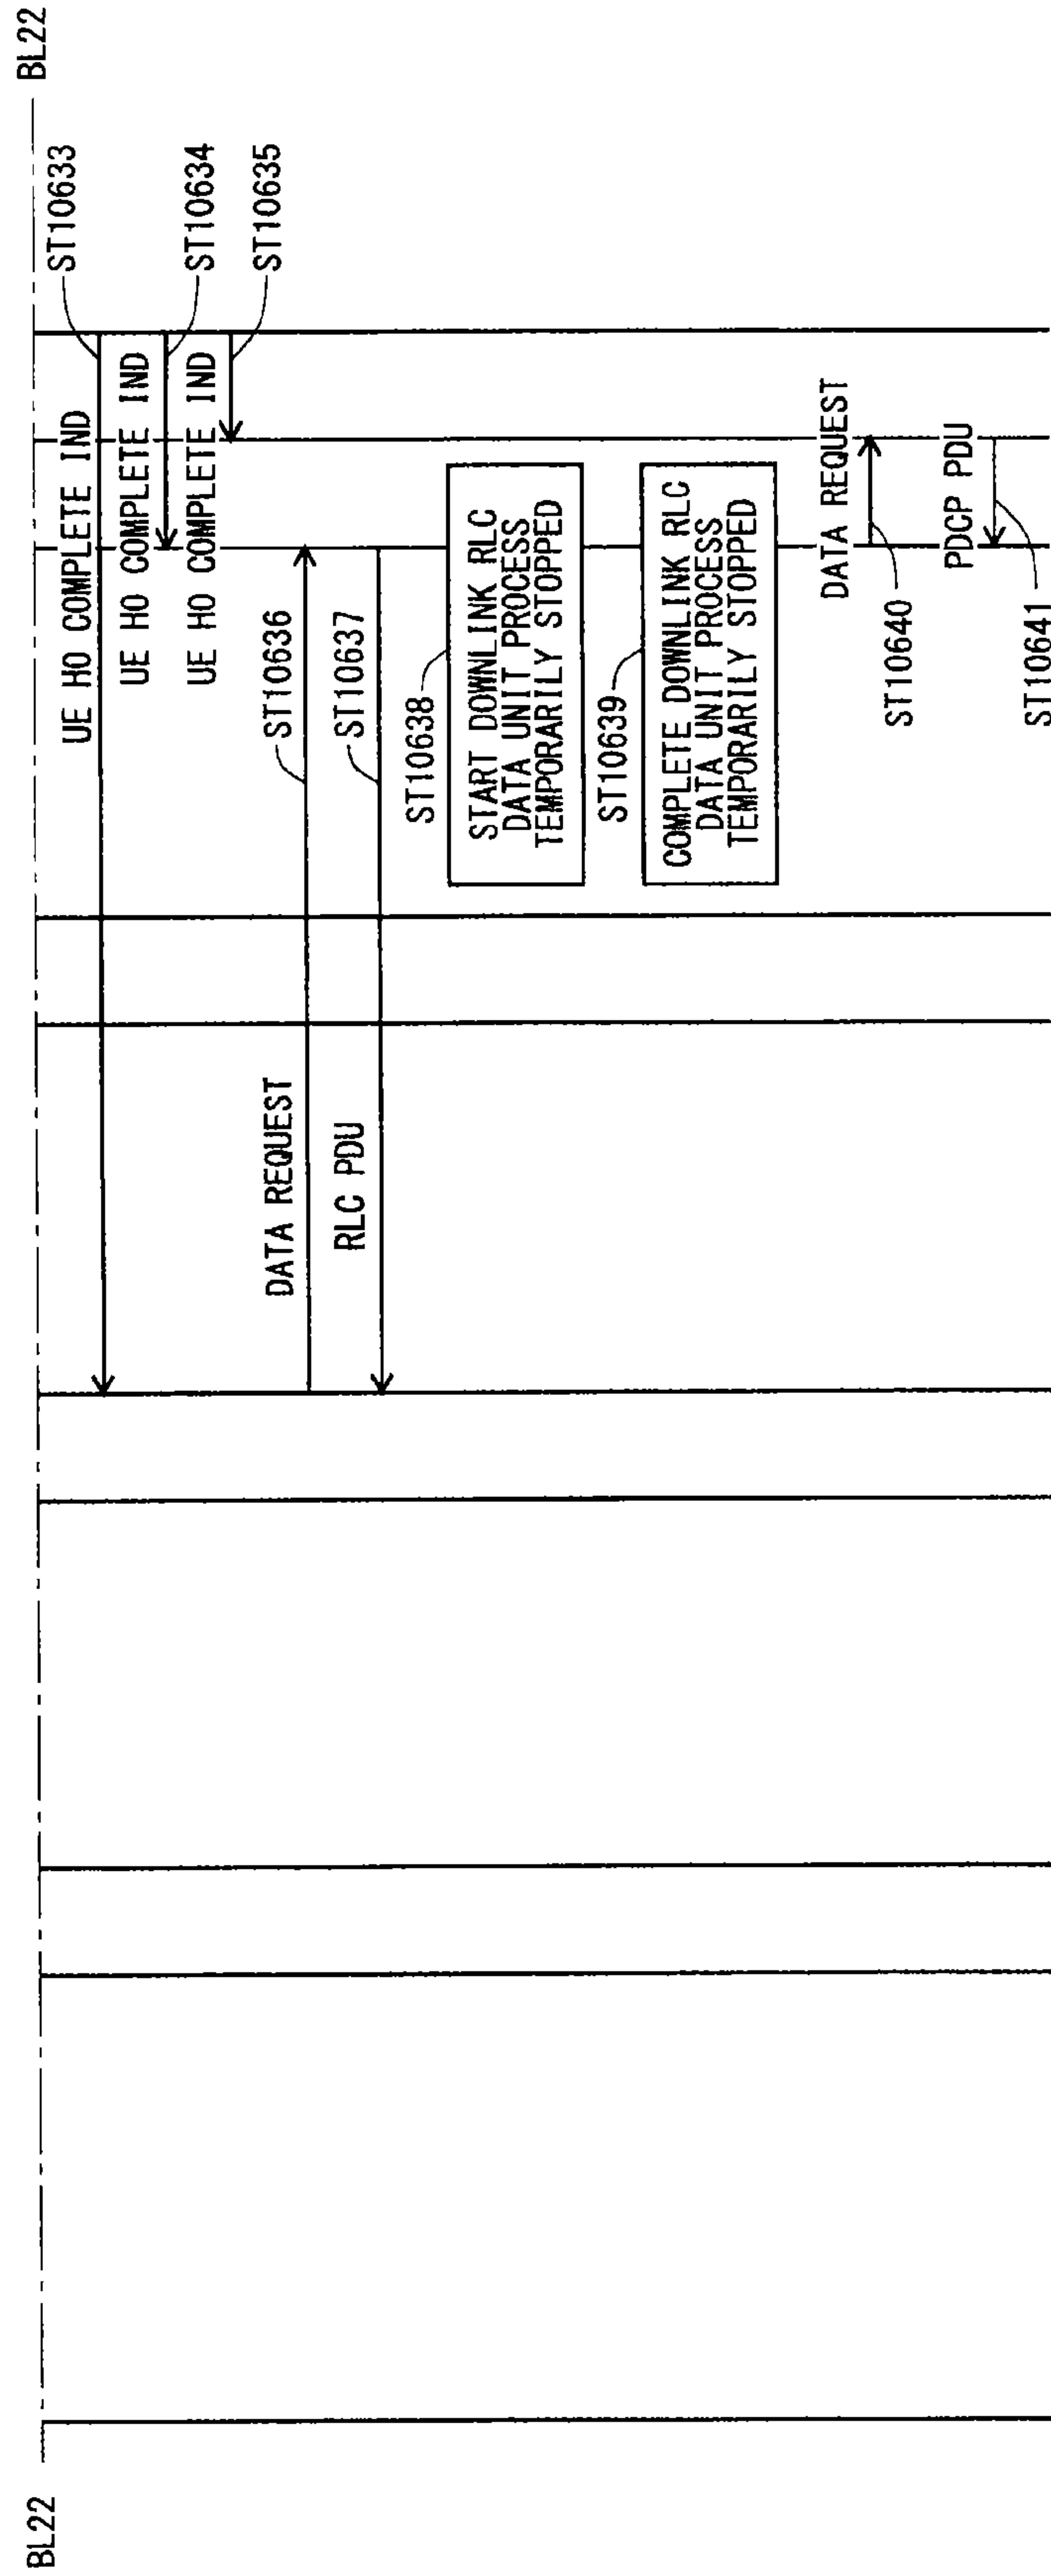 BL22
BL22
UE HO COMPLETE IND
ST10633
UE HO COMPLETE IND
ST10634
UE HO COMPLETE IND
ST10635
DATA REQUEST
ST10636
RLC PDU
ST10637
ST10638
START DOWNLINK RLC
DATA UNIT PROCESS
TEMPORARILY STOPPED
ST10639
COMPLETE DOWNLINK RLC
DATA UNIT PROCESS
TEMPORARILY STOPPED
DATA REQUEST
ST10640
PDCP PDU
ST10641